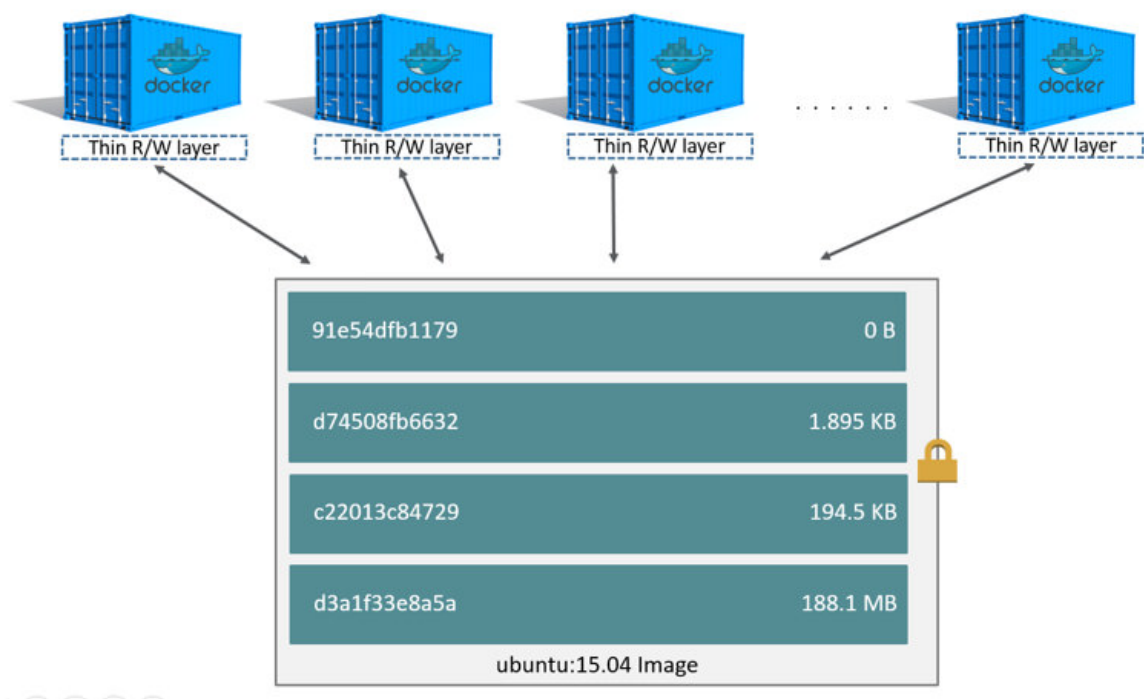 docker docker docker docker
. . . . . .
Thin R/W layer Thin R/W layer Thin R/W layer Thin R/W layer
91e54dfb1179 0 B
d74508fb6632 1.895 KB
c22013c84729 194.5 KB
d3a1f33e8a5a 188.1 MB
ubuntu:15.04 Image